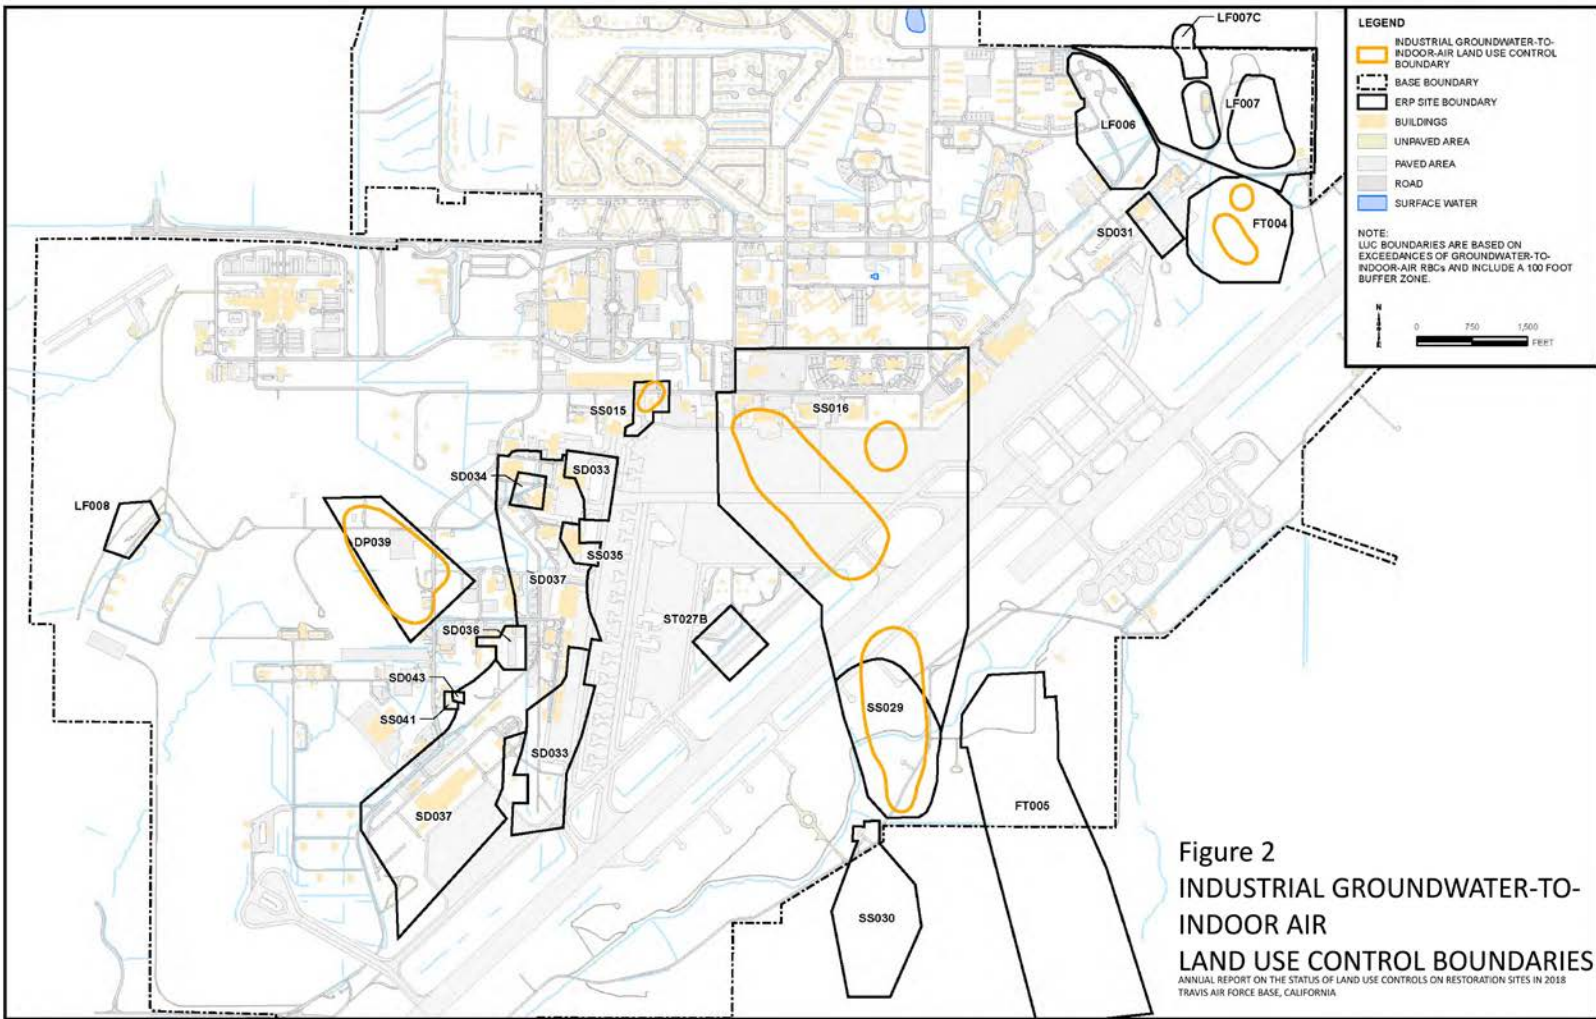 LF007C
LEGEND
INDUSTRIAL GROUNDWATER-TO-
INDOOR-AIR LAND USE CONTROL
BOUNDARY
BASE BOUNDARY
ERP SITE BOUNDARY
BUILDINGS
UNPAVED AREA
PAVED AREA
ROAD
SURFACE WATER
NOTE:
LUC BOUNDARIES ARE BASED ON
EXCEEDANCES OF GROUNDWATER-TO-
INDOOR-AIR RBCs AND INCLUDE A 100 FOOT
BUFFER ZONE.
N
0 750 1,500
FEET
LF007
LF006
FT004
SD031
SS015
SS016
SD034
SD033
LF008
DP039
SS035
SD037
ST027B
SD036
SD043
SS041
SS029
SD033
SD037
FT005
SS030
Figure 2
INDUSTRIAL GROUNDWATER-TO-
INDOOR AIR
LAND USE CONTROL BOUNDARIES
ANNUAL REPORT ON THE STATUS OF LAND USE CONTROLS ON RESTORATION SITES IN 2018
TRAVIS AIR FORCE BASE, CALIFORNIA